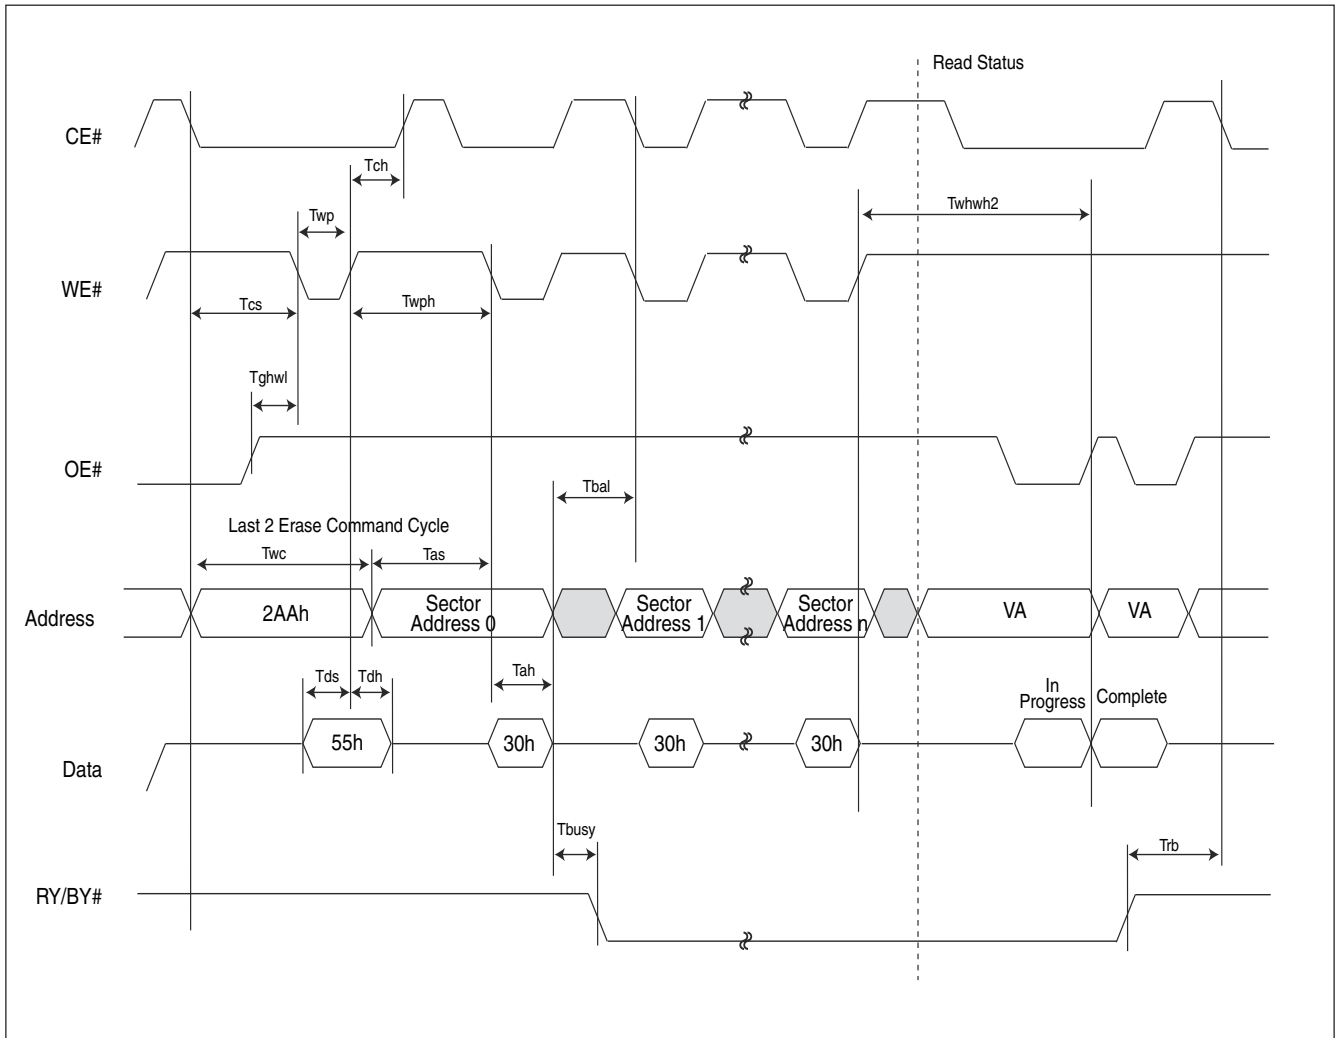 Read Status
CE#
Tch
Twhwh2
Twp
WE#
Tcs
Twph
Tghwl
OE#
Tbal
Last 2 Erase Command Cycle
Twc
Tas
Address
2AAh
Sector
Address 0
Sector
Address 1
Sector
Address n
VA
VA
Tds
Tdh
Tah
In
Progress
Complete
55h
30h
30h
30h
Data
Tbusy
Trb
RY/BY#